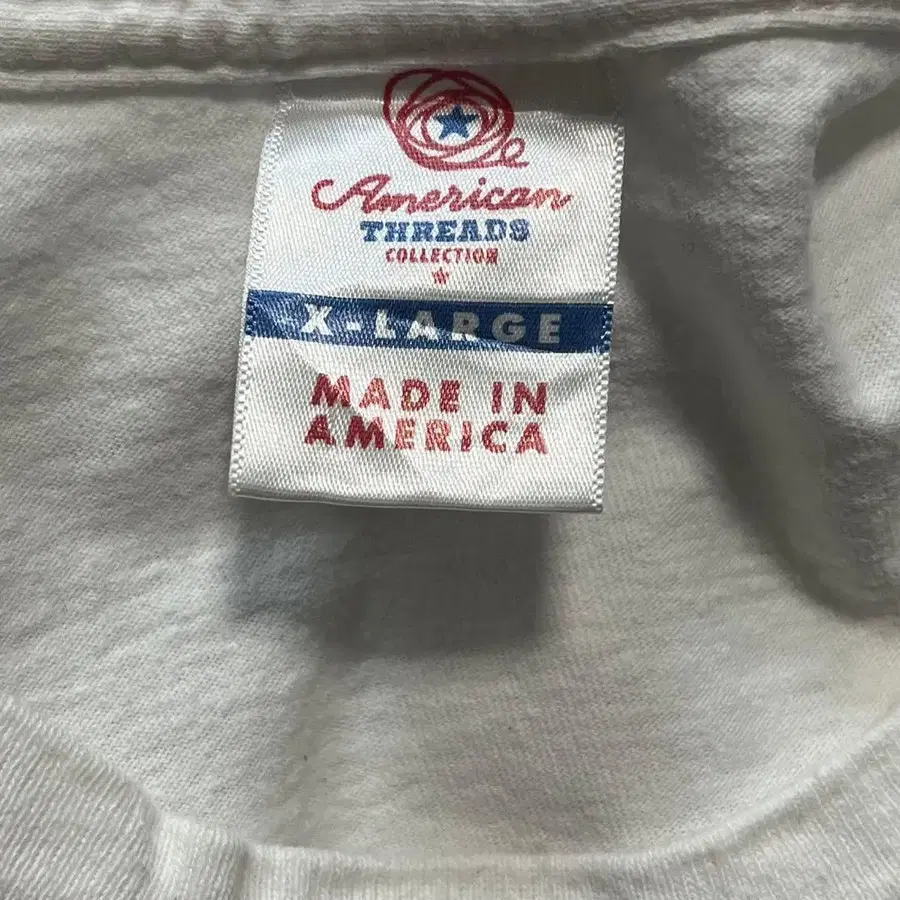 American
THREADS
COLLECTION
X-LARGE
MADE IN
AMERICA